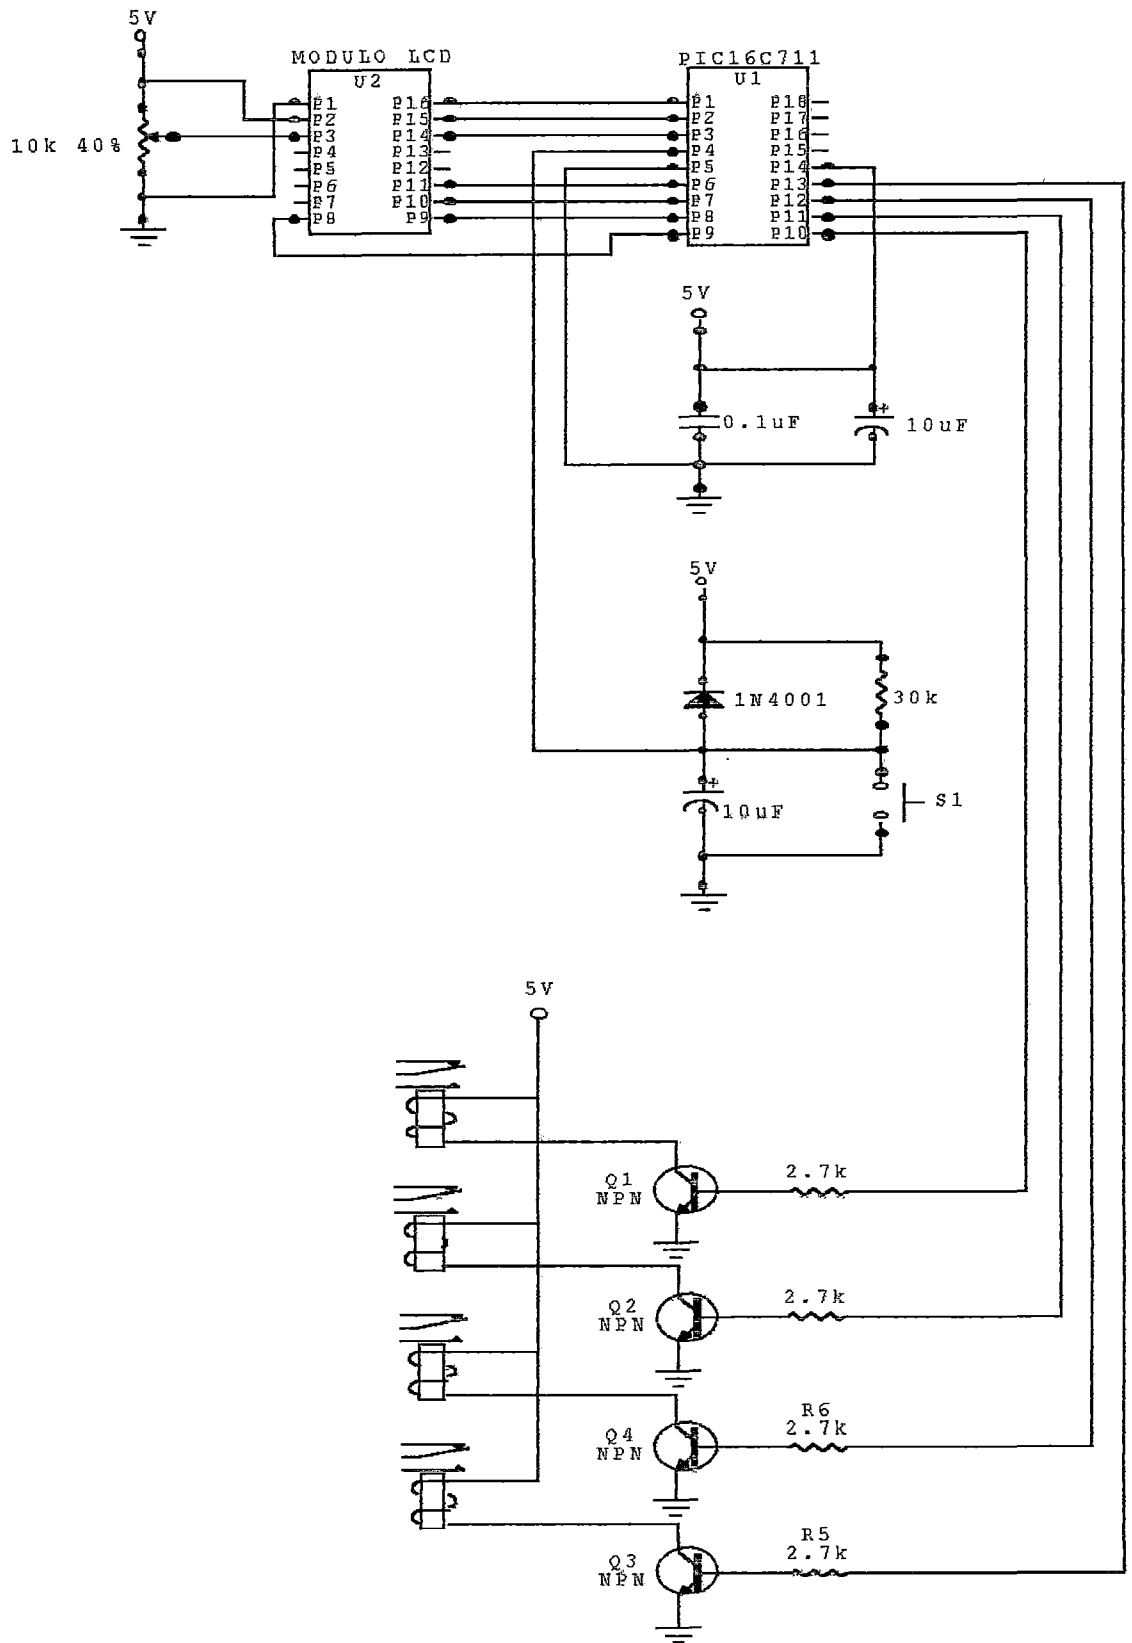 5V
MODULO LCD
PIC16C711
U2
U1
10k 40%
P1 P16
P2 P15
P3 P14
P4 P13
P5 P12
P6 P11
P7 P10
P8 P9
P1 P18
P2 P17
P3 P16
P4 P15
P5 P14
P6 P13
P7 P12
P8 P11
P9 P10
5V
+
0.1uF
10uF
5V
1N4001
30k
+
10uF
S1
5V
Q1
NPN
2.7k
Q2
NPN
2.7k
Q4
NPN
R6
2.7k
Q3
NPN
R5
2.7k